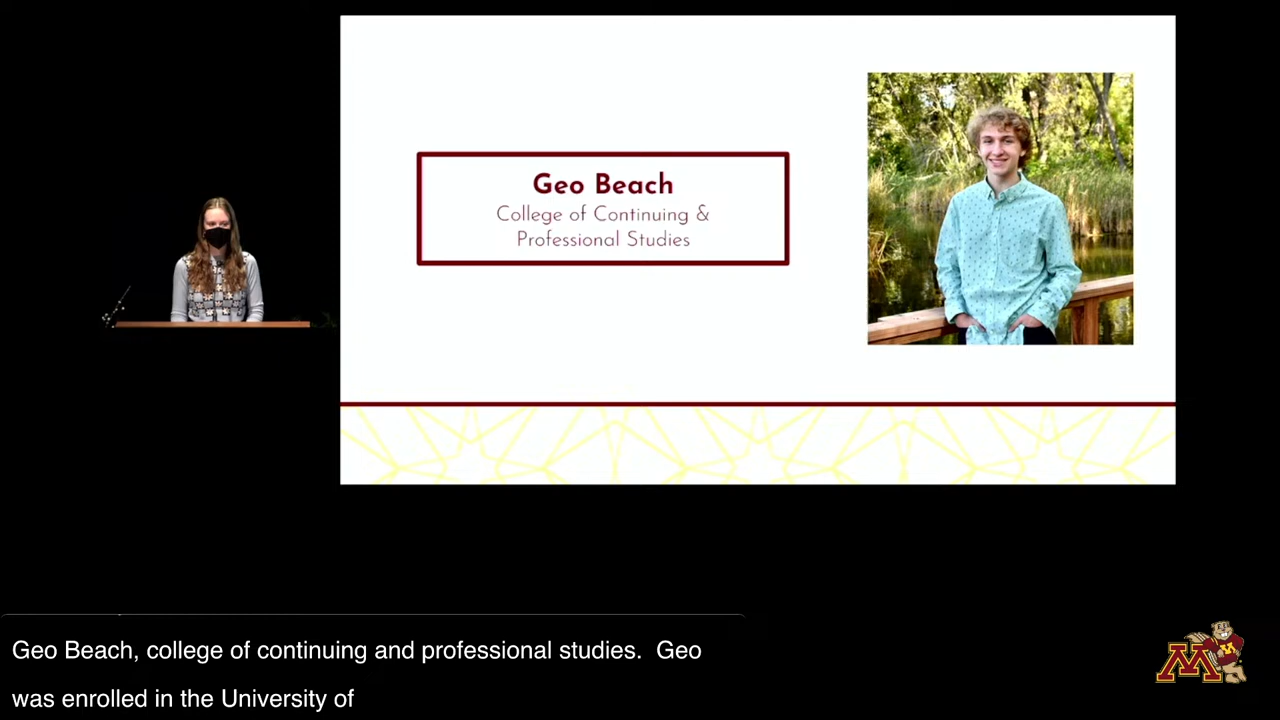 Geo Beach
College of Continuing &
Professional Studies
Geo Beach, college of continuing and professional studies.  Geo
was enrolled in the University of
M
M